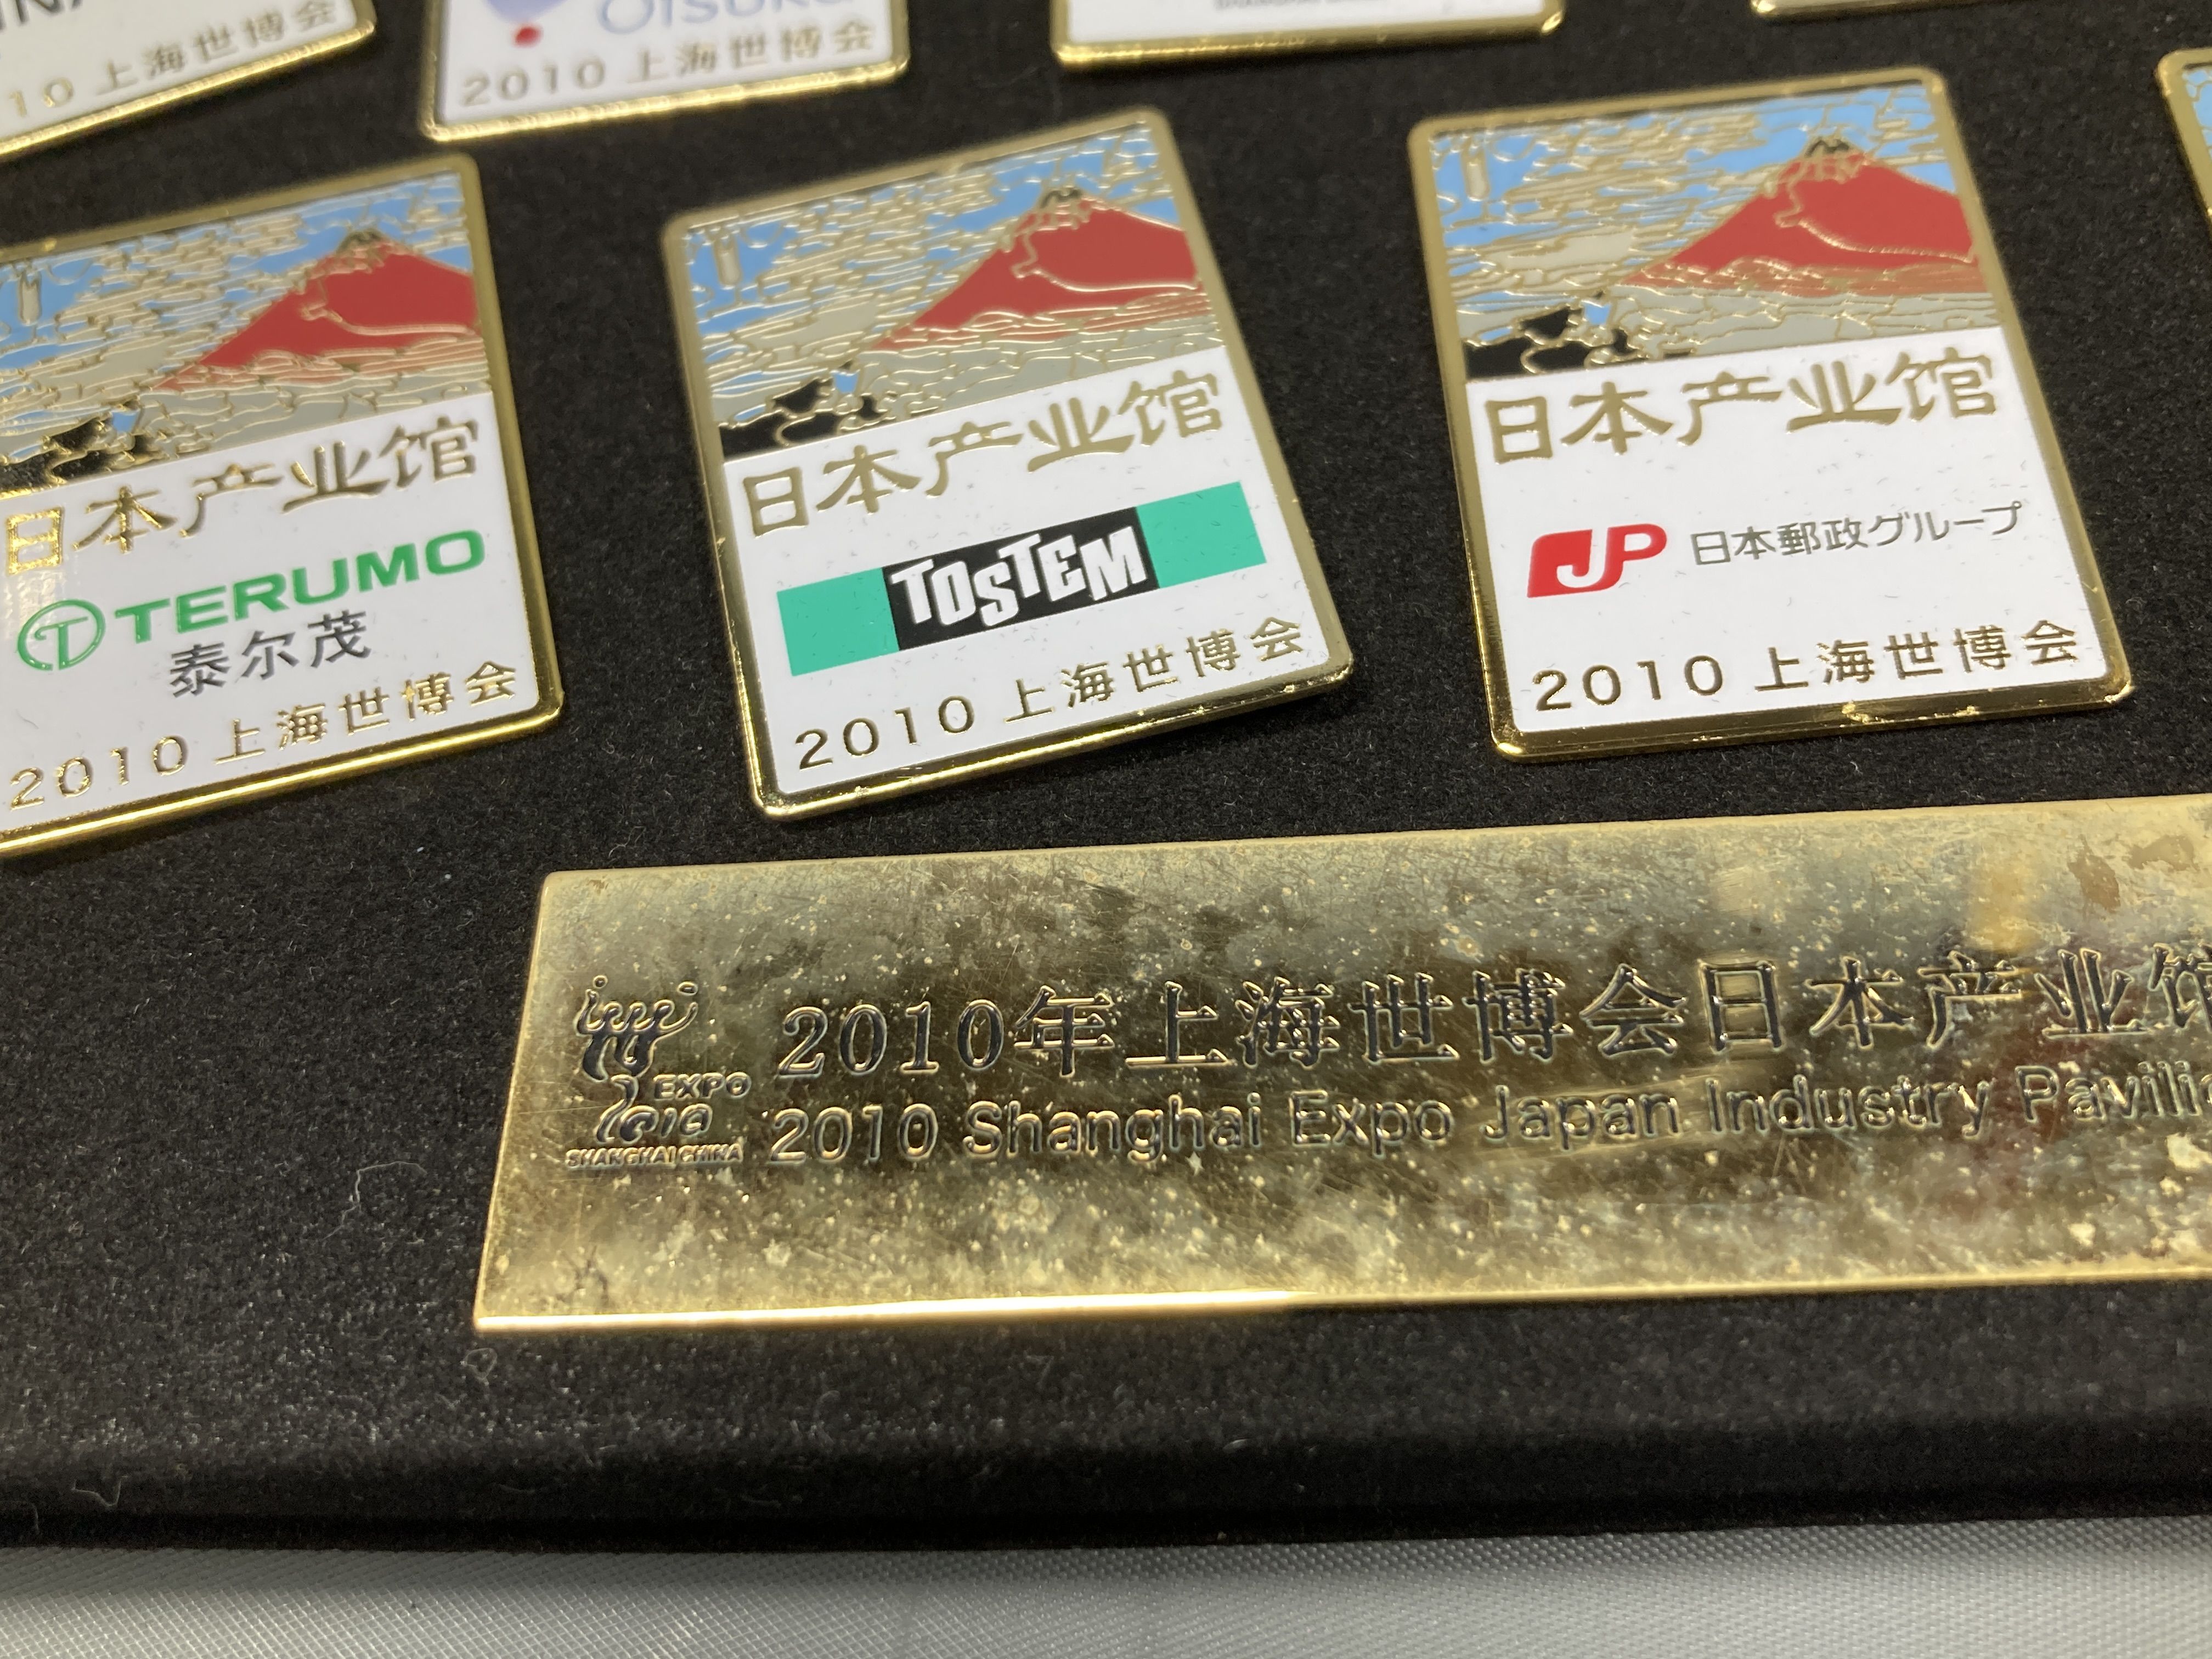 2010 上海世博会
2010 上海世博会
日本产业馆
TERUMO
泰尔茂
2010 上海世博会
日本产业馆
TOSTEM
2010 上海世博会
日本产业馆
JP 日本郵政グループ
2010 上海世博会
EXPO
2010
SHANGHAI CHINA
2010年上海世博会日本产业馆
2010 Shanghai Expo Japan Industry